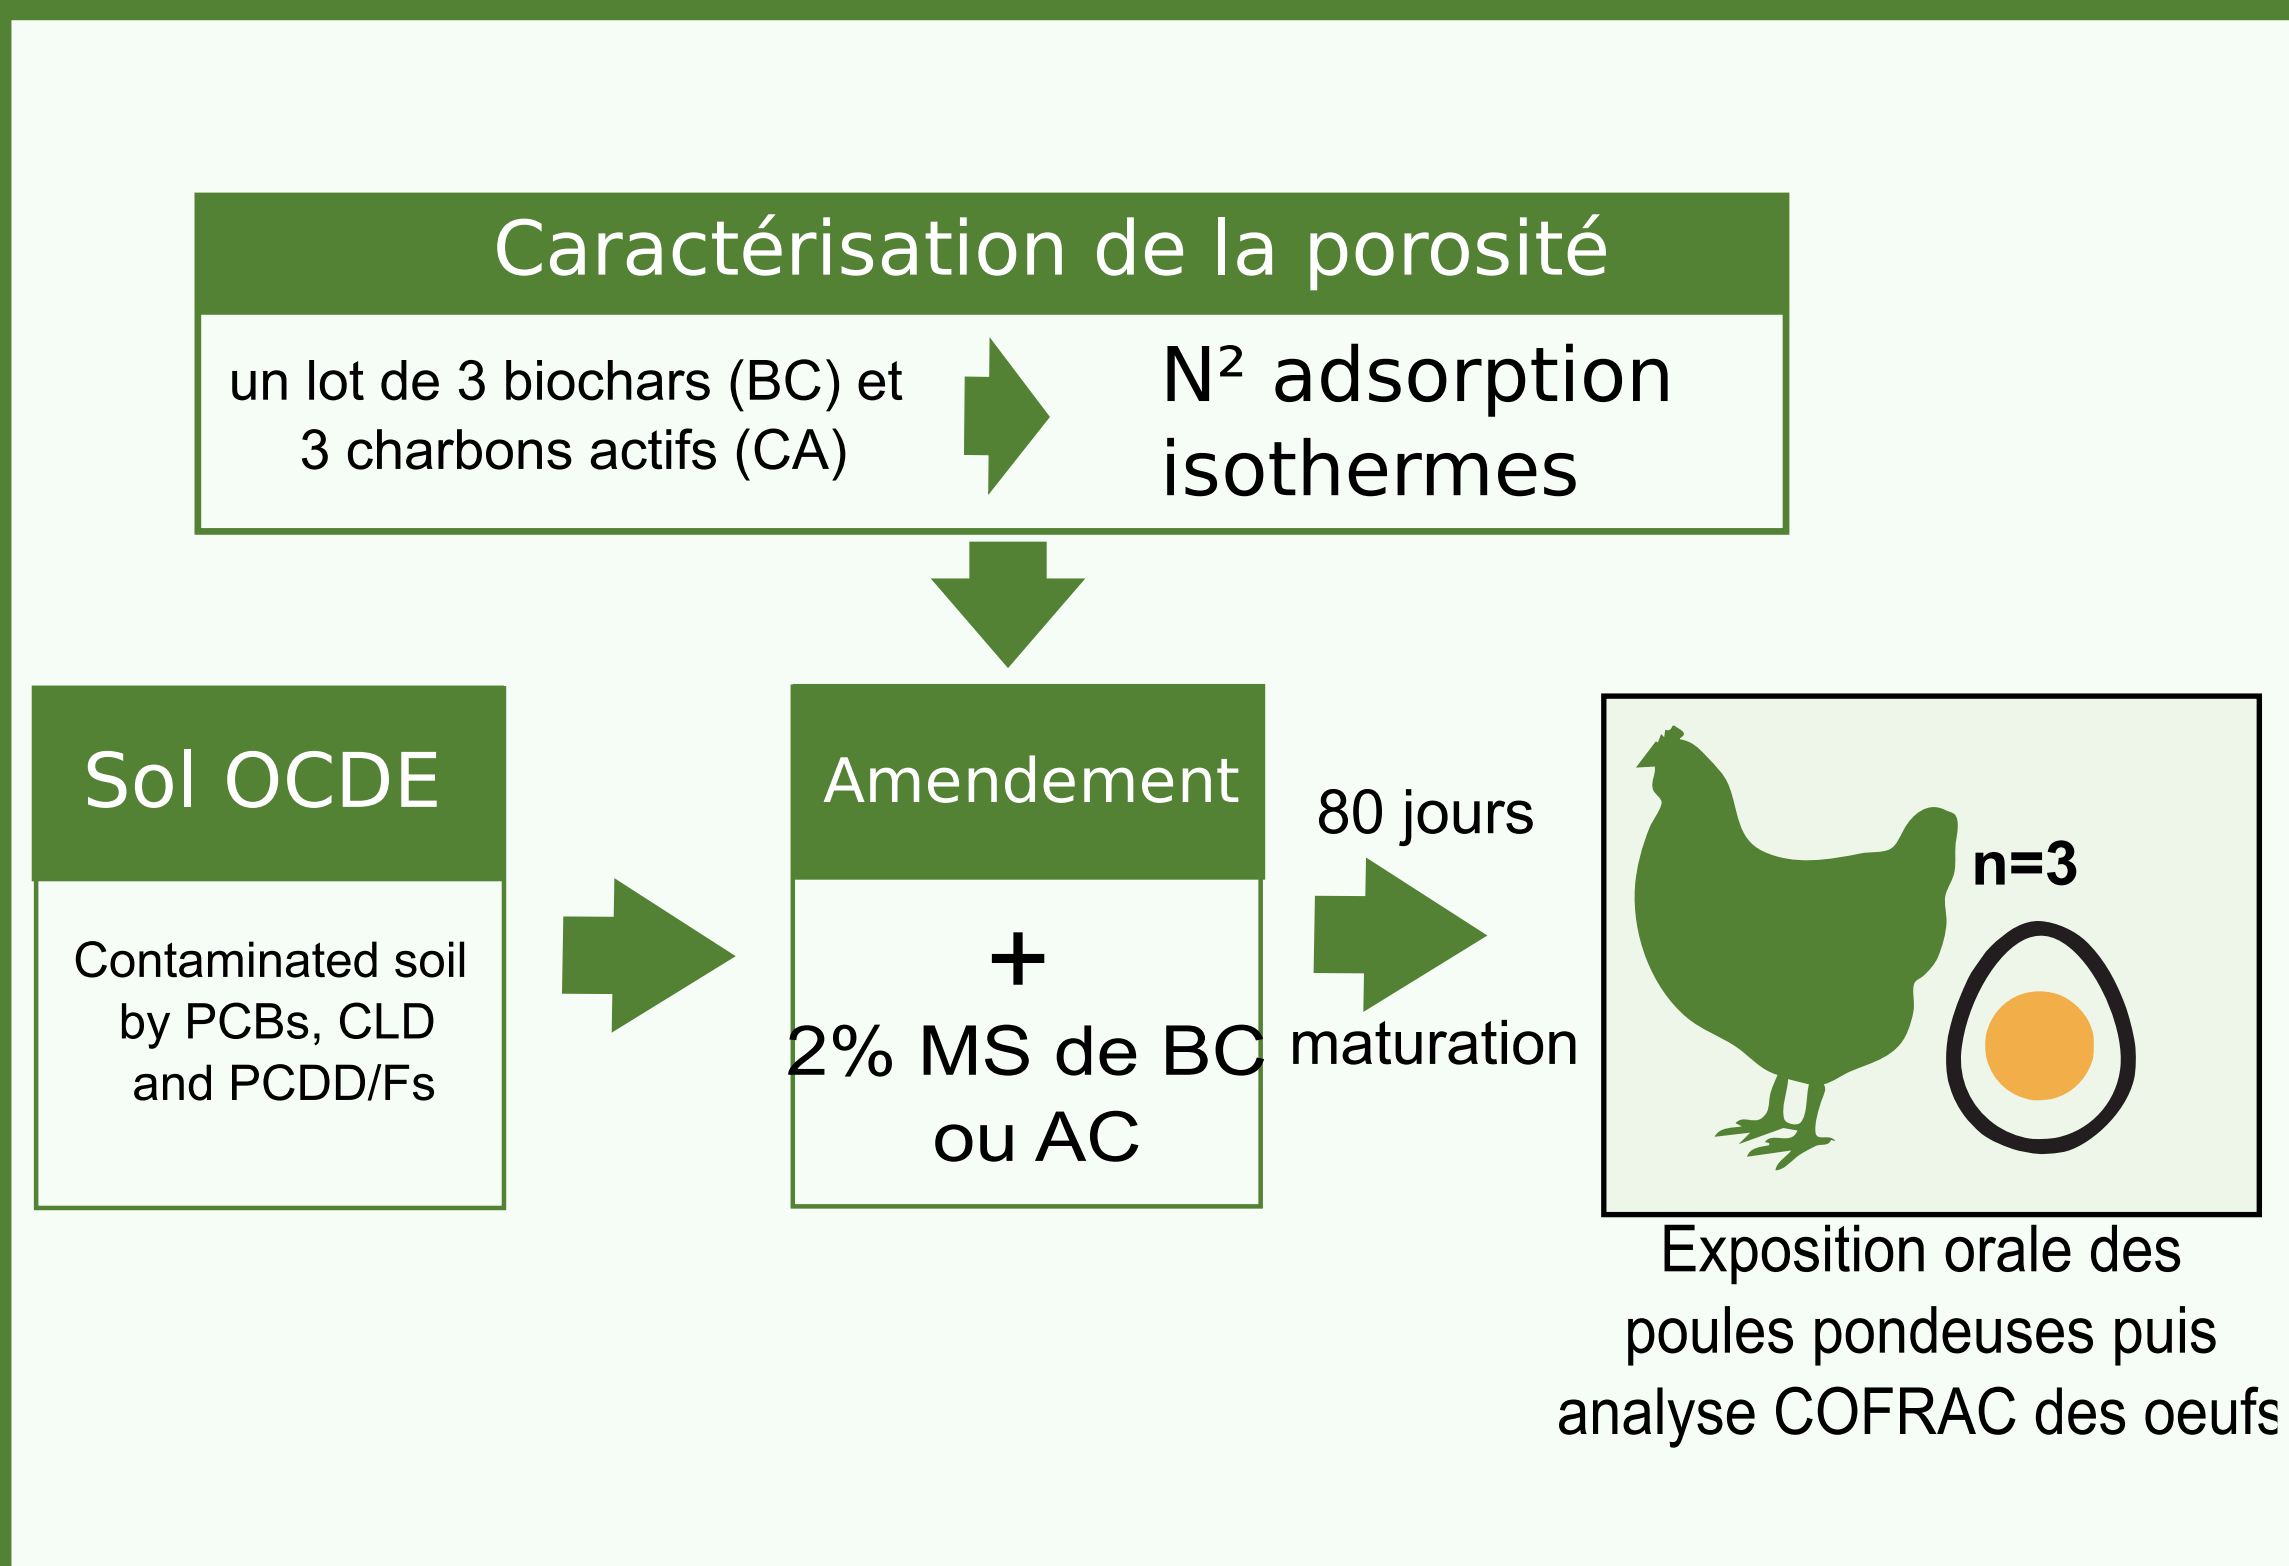 Caractérisation de la porosité
un lot de 3 biochars (BC) et
3 charbons actifs (CA)
N² adsorption
isothermes
Sol OCDE
Contaminated soil
by PCBs, CLD
and PCDD/Fs
Amendement
+
2% MS de BC
ou AC
80 jours
maturation
n=3
Exposition orale des
poules pondeuses puis
analyse COFRAC des oeufs